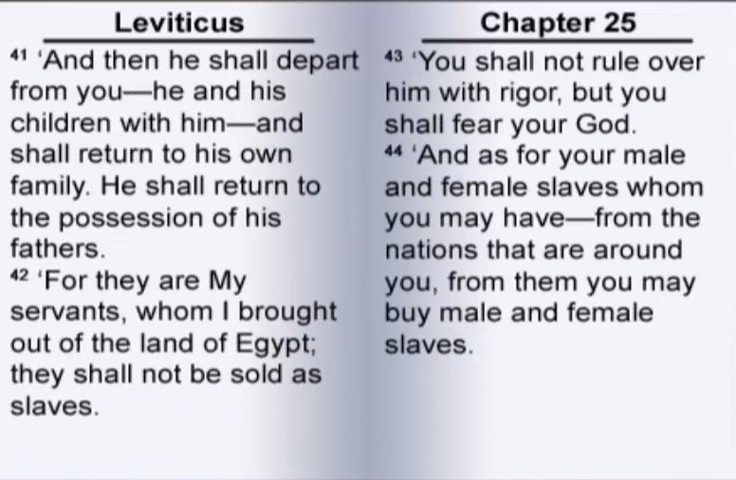 Leviticus
41 ‘And then he shall depart
from you—he and his
children with him—and
shall return to his own
family. He shall return to
the possession of his
fathers.
42 ‘For they are My
servants, whom I brought
out of the land of Egypt;
they shall not be sold as
slaves.
Chapter 25
43 ‘You shall not rule over
him with rigor, but you
shall fear your God.
44 ‘And as for your male
and female slaves whom
you may have—from the
nations that are around
you, from them you may
buy male and female
slaves.